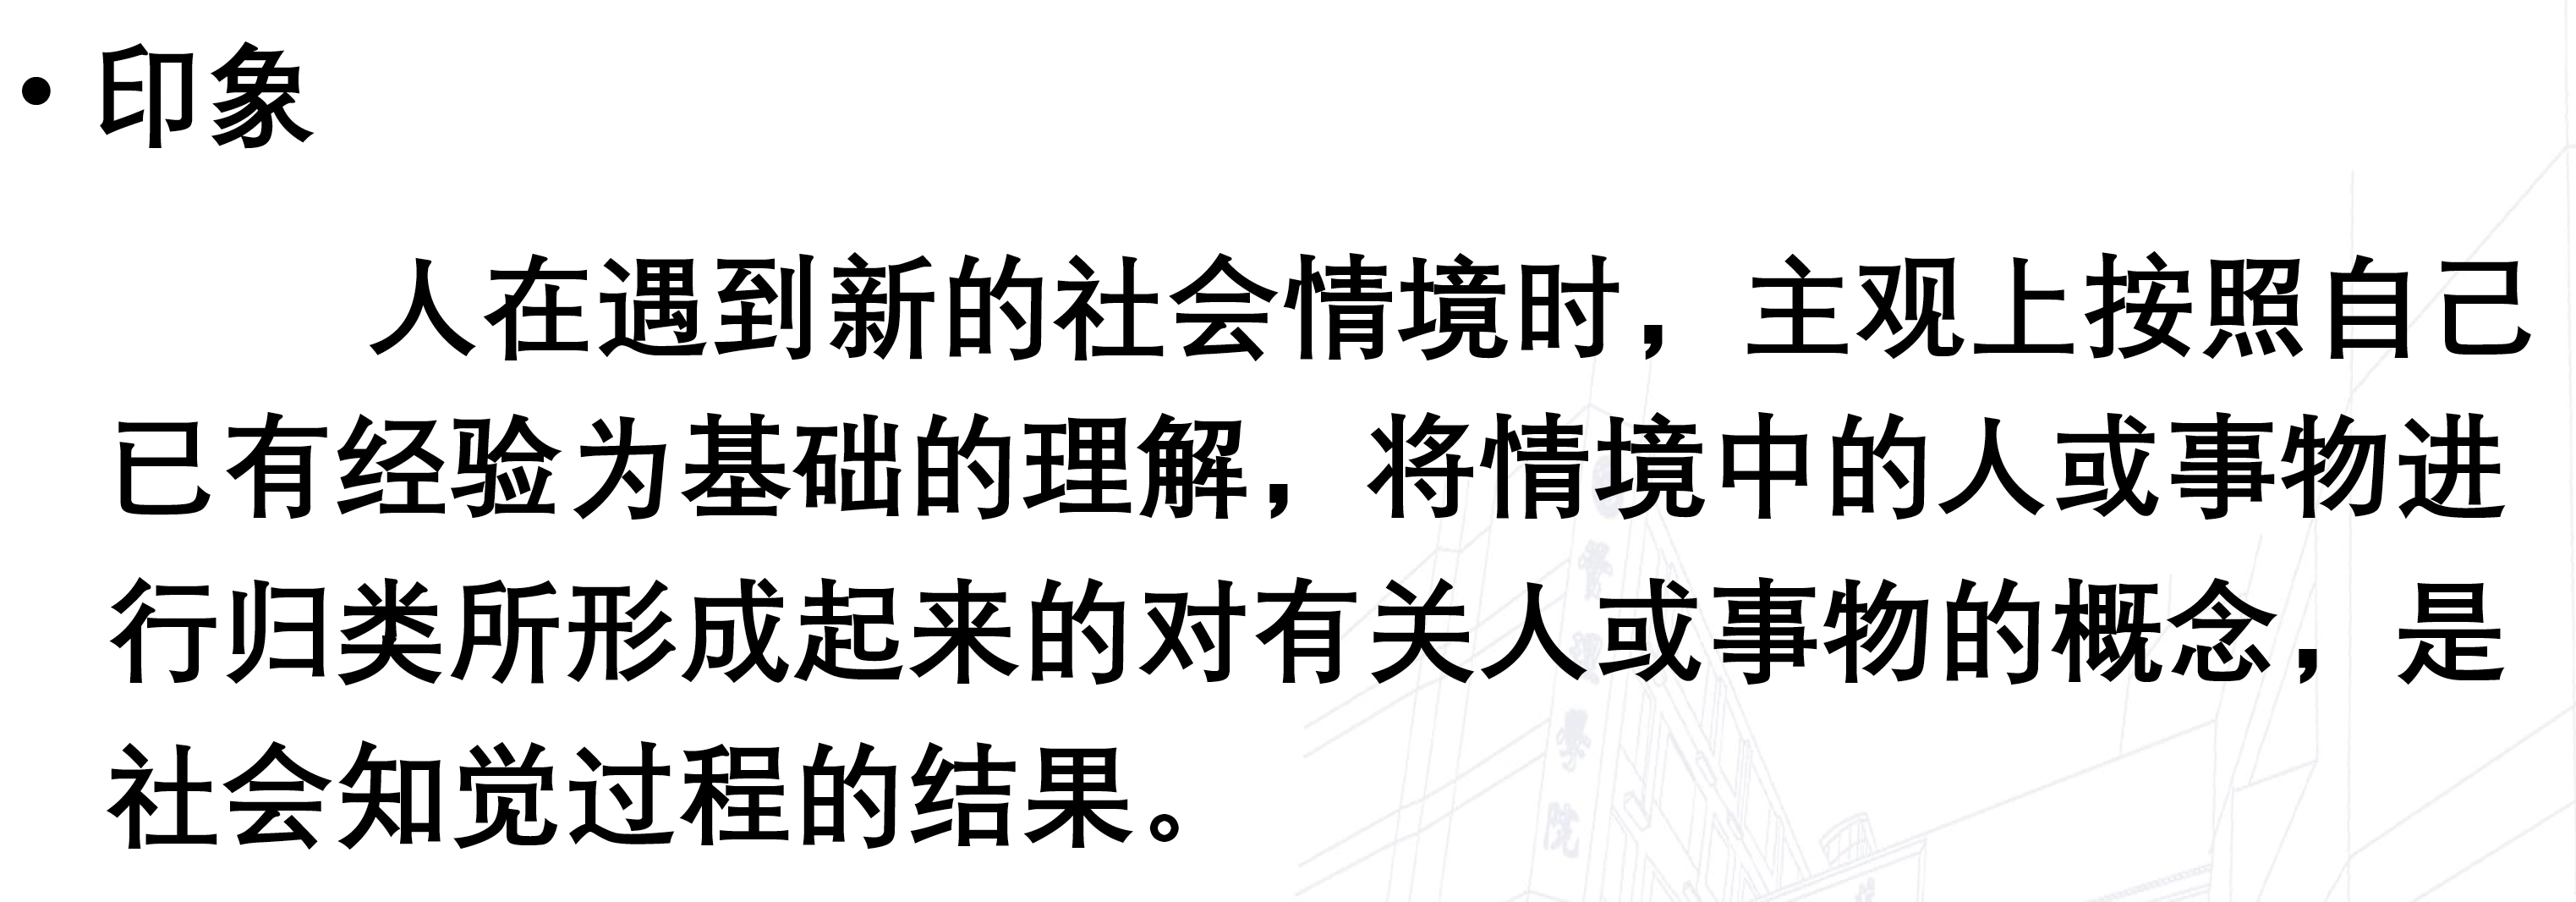 • 印象
人在遇到新的社会情境时，主观上按照自己
已有经验为基础的理解，将情境中的人或事物进
行归类所形成起来的对有关人或事物的概念，是
社会知觉过程的结果。